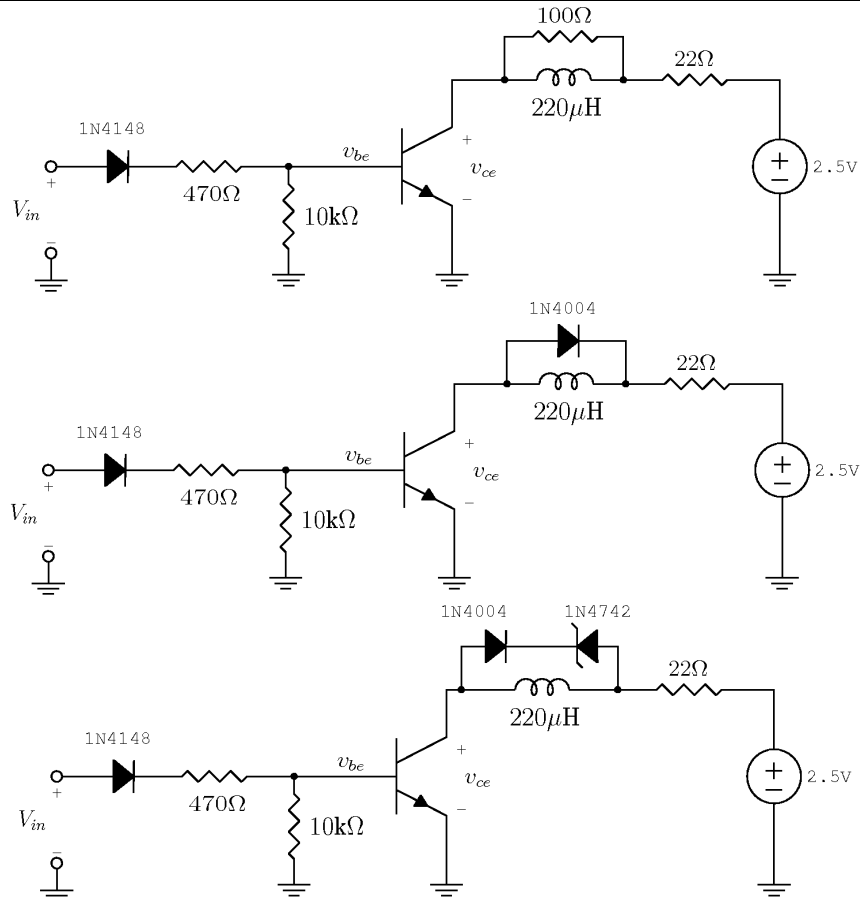 100Ω
22Ω
220μH
1N4148
v_be
+
v_ce
+
−
2.5V
+
470Ω
−
V_in
10kΩ
−
1N4004
22Ω
220μH
1N4148
v_be
+
v_ce
+
−
2.5V
+
470Ω
−
V_in
10kΩ
−
1N4004 1N4742
22Ω
220μH
1N4148
v_be
+
v_ce
+
−
2.5V
+
470Ω
−
V_in
10kΩ
−